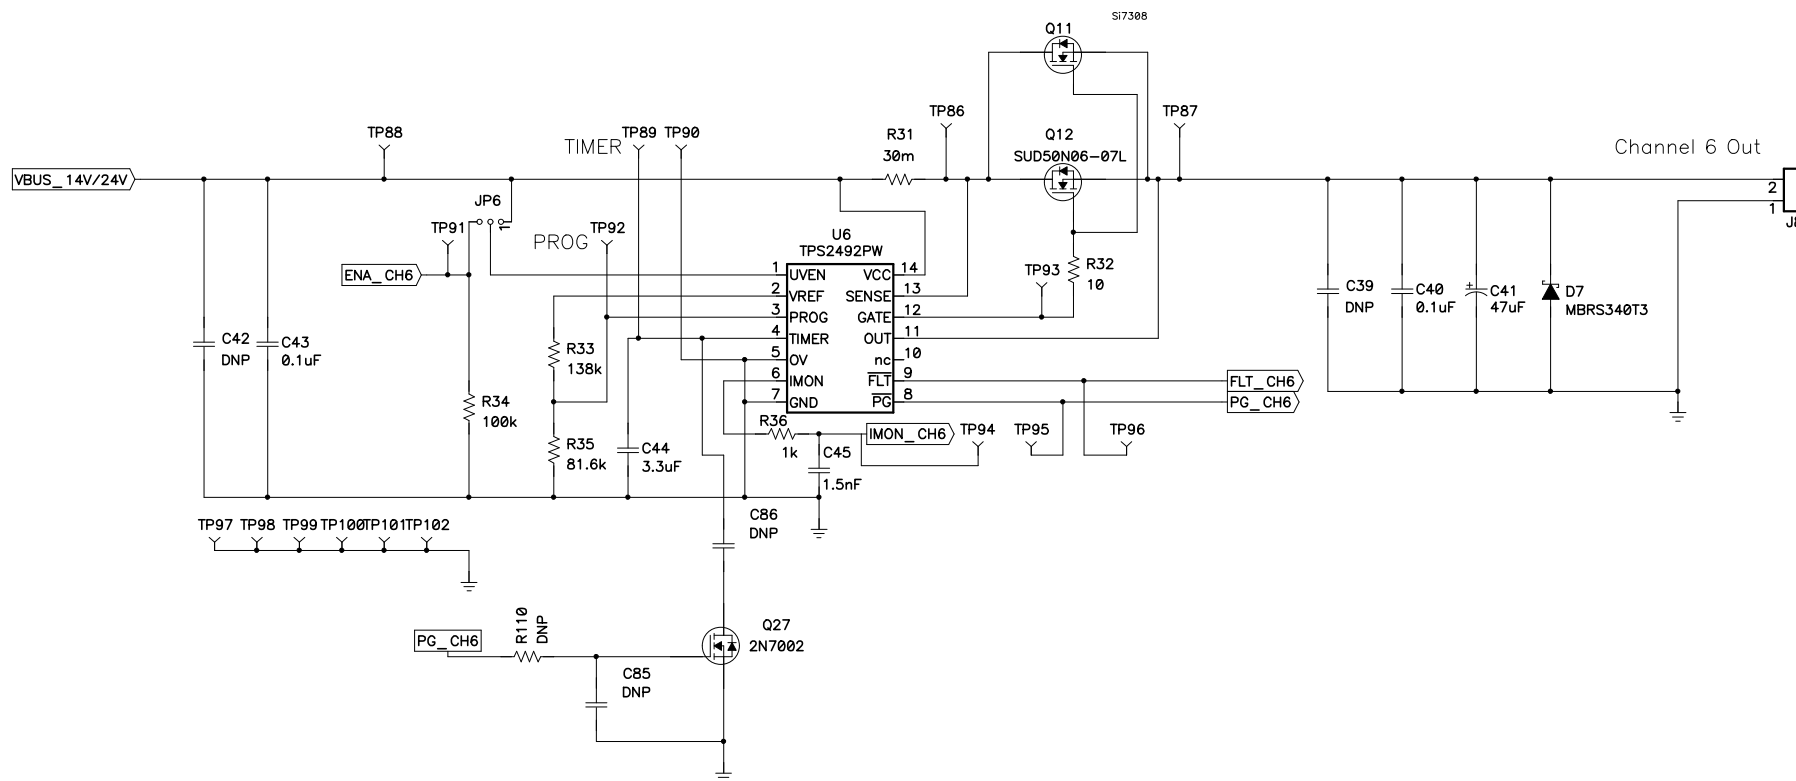 Si7308
Q11
TP88
TIMER
TP89
TP90
R31
30m
TP86
Q12
SUD50N06-07L
TP87
Channel 6 Out
VBUS_14V/24V
2
1
JP6
1
TP91
PROG
TP92
U6
TPS2492PW
ENA_CH6
1 UVEN VCC 14
2 VREF SENSE 13
3 PROG GATE 12
4 TIMER OUT 11
5 OV nc 10
6 IMON FLT 9
7 GND PG 8
TP93
R32
10
C39
DNP
C40
0.1uF
+
C41
47uF
D7
MBRS340T3
C42
DNP
C43
0.1uF
R33
138k
R34
100k
FLT_CH6
PG_CH6
R36
1k
IMON_CH6
TP94
TP95
TP96
R35
81.6k
C44
3.3uF
C45
1.5nF
TP97 TP98 TP99 TP100 TP101 TP102
C86
DNP
PG_CH6
R110
DNP
Q27
2N7002
C85
DNP